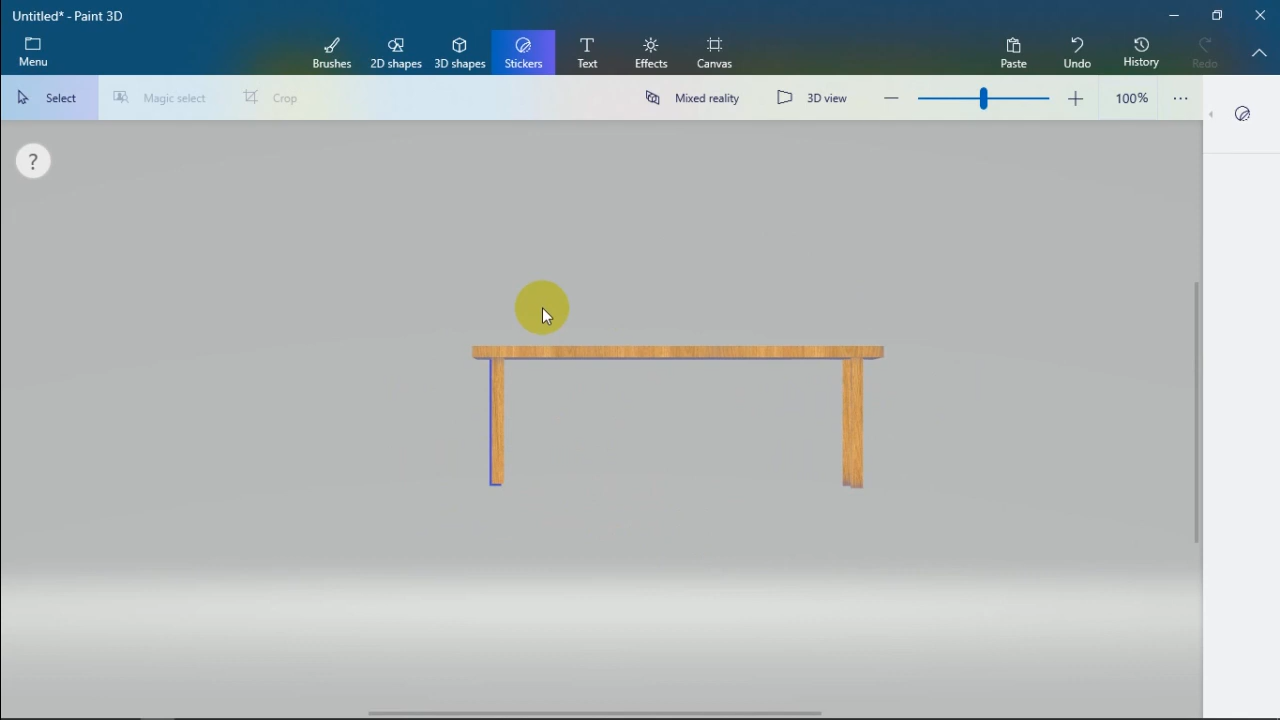 Untitled* - Paint 3D
Menu
Brushes
2D shapes
3D shapes
Stickers
Text
Effects
Canvas
Paste
Undo
History
Redo
Select
Magic select
Crop
Mixed reality
3D view
100%
?